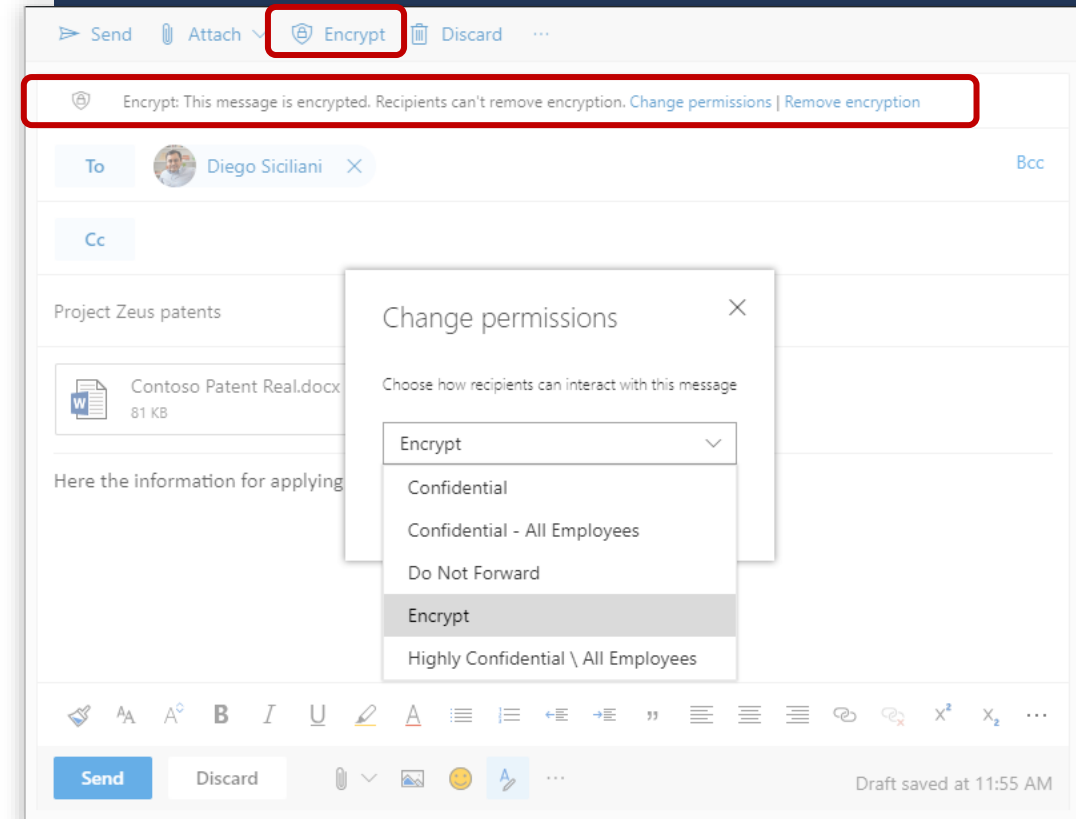 Send Attach Encrypt Discard ...
Encrypt: This message is encrypted. Recipients can't remove encryption. Change permissions | Remove encryption
To Diego Siciliani Bcc
Cc
Project Zeus patents
Change permissions
Contoso Patent Real.docx
81 KB
Choose how recipients can interact with this message
Encrypt
Here the information for applying
Confidential
Confidential - All Employees
Do Not Forward
Encrypt
Highly Confidential \ All Employees
Send Discard ... Draft saved at 11:55 AM